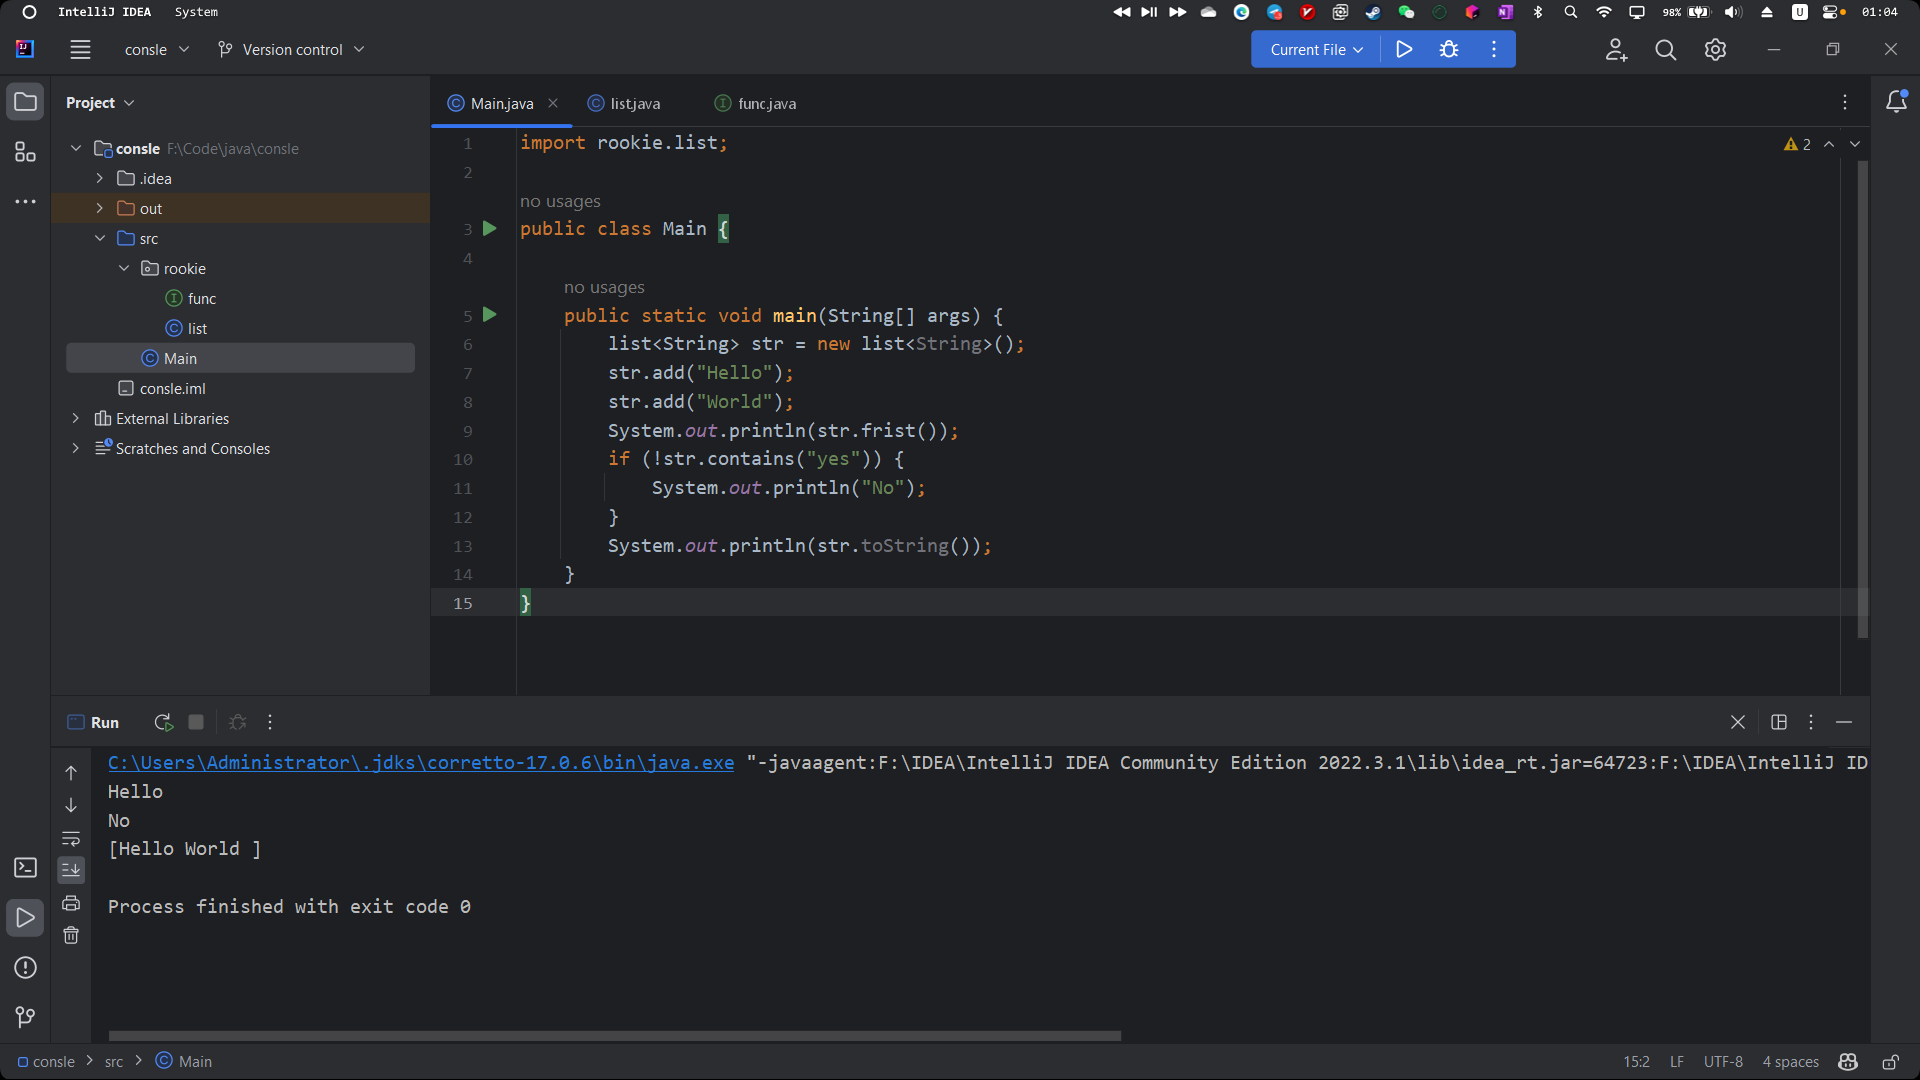 IntelliJ IDEA System 98% U 01:04
consle Version control Current File
Project
Main.java list.java func.java
consle F:\Code\java\consle
.idea
out
src
rookie
func
list
Main
consle.iml
External Libraries
Scratches and Consoles
2
1 import rookie.list;
2
no usages
3 public class Main {
4
no usages
5 public static void main(String[] args) {
6 list<String> str = new list<String>();
7 str.add("Hello");
8 str.add("World");
9 System.out.println(str.frist());
10 if (!str.contains("yes")) {
11 System.out.println("No");
12 }
13 System.out.println(str.toString());
14 }
15 }
Run
C:\Users\Administrator\.jdks\corretto-17.0.6\bin\java.exe "-javaagent:F:\IDEA\IntelliJ IDEA Community Edition 2022.3.1\lib\idea_rt.jar=64723:F:\IDEA\IntelliJ ID
Hello
No
[Hello World ]
Process finished with exit code 0
consle src Main 15:2 LF UTF-8 4 spaces